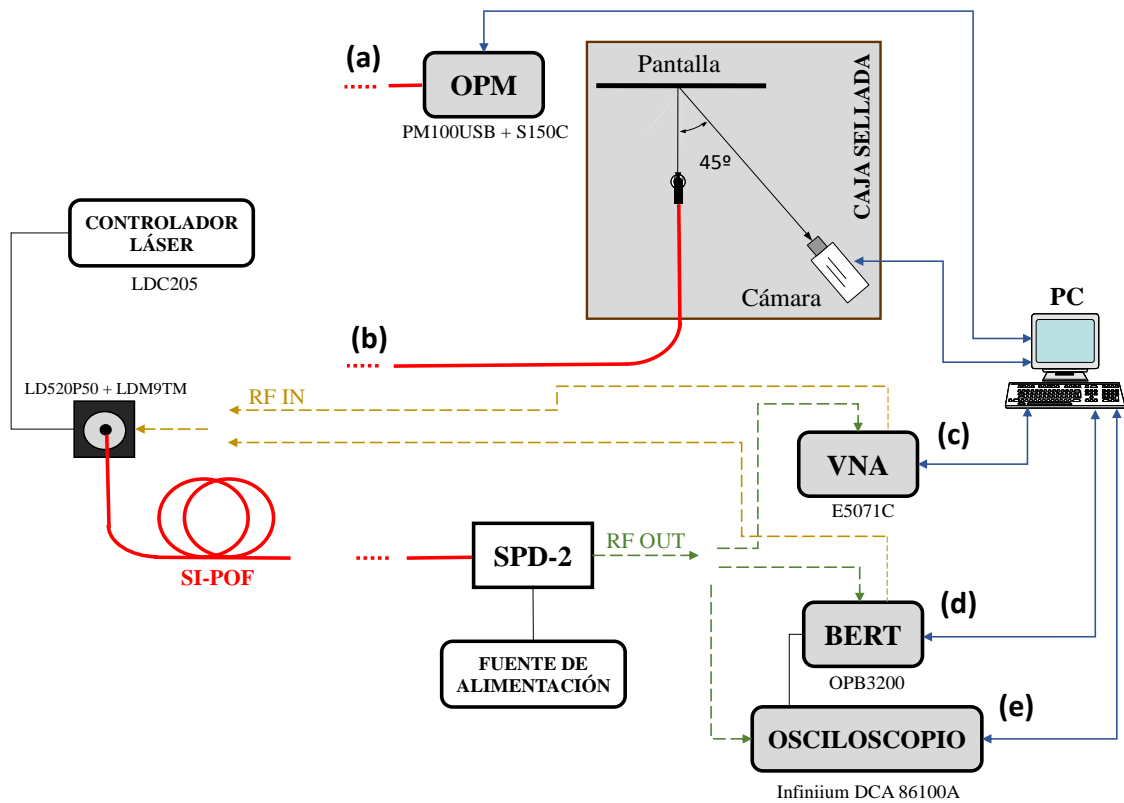 (a)
OPM
PM100USB + S150C
Pantalla
45º
CAJA SELLADA
Cámara
CONTROLADOR
LÁSER
LDC205
(b)
PC
LD520P50 + LDM9TM
RF IN
(c)
VNA
E5071C
SI-POF
SPD-2
RF OUT
(d)
BERT
OPB3200
FUENTE DE
ALIMENTACIÓN
(e)
OSCILOSCOPIO
Infiniium DCA 86100A